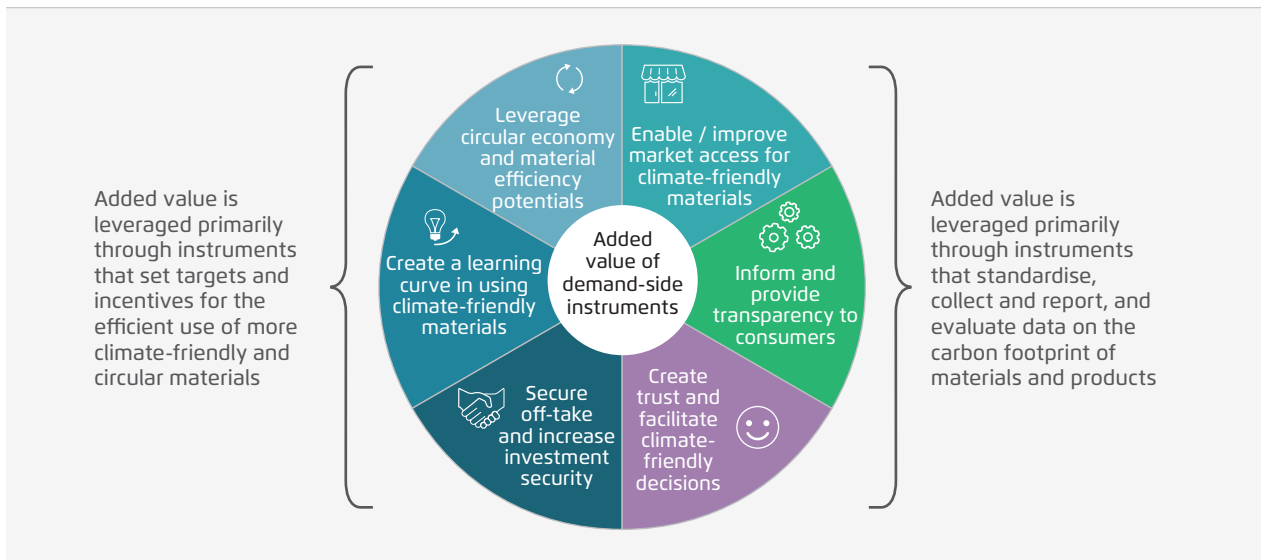 Added value is
leveraged primarily
through instruments
that set targets and
incentives for the
efficient use of more
climate-friendly and
circular materials
Leverage
circular economy
and material
efficiency
potentials
Enable / improve
market access for
climate-friendly
materials
Create a learning
curve in using
climate-friendly
materials
Added
value of
demand-side
instruments
Inform and
provide
transparency to
consumers
Secure
off-take
and increase
investment
security
Create
trust and
facilitate
climate-
friendly
decisions
Added value is
leveraged primarily
through instruments
that standardise,
collect and report, and
evaluate data on the
carbon footprint of
materials and products